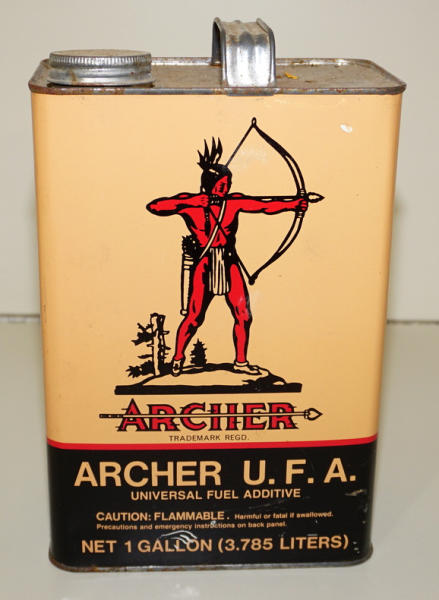 ARCHER
TRADEMARK REGD.
ARCHER U.F.A.
UNIVERSAL FUEL ADDITIVE
CAUTION: FLAMMABLE. Harmful or fatal if swallowed.
Precautions and emergency instructions on back panel.
NET 1 GALLON (3.785 LITERS)